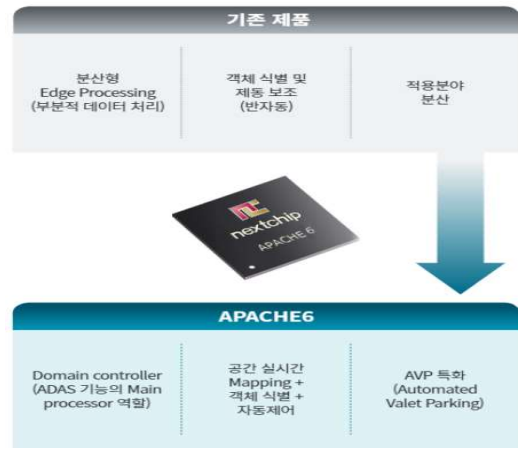 기존 제품
분산형
Edge Processing
(부분적 데이터 처리)
객체 식별 및
제동 보조
(반자동)
적용분야
분산
nextchip
APACHE 6
APACHE6
Domain controller
(ADAS 기능의 Main
processor 역할)
공간 실시간
Mapping +
객체 식별 +
자동제어
AVP 특화
(Automated
Valet Parking)